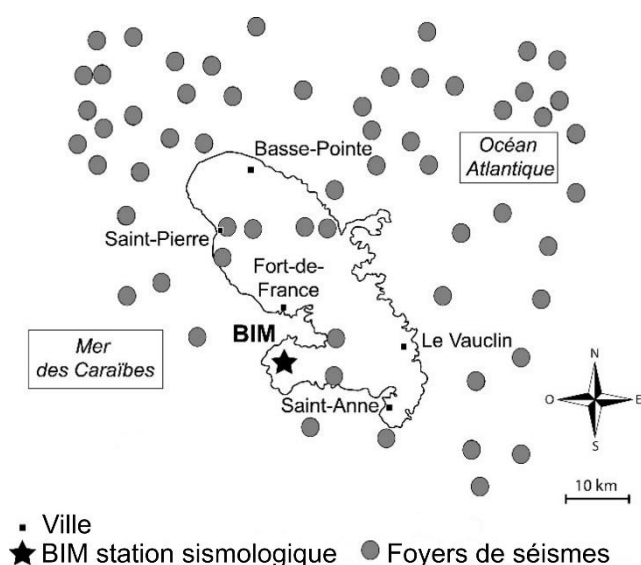 Basse-Pointe
Océan
Atlantique
Saint-Pierre
Fort-de-
France
BIM
Le Vauclin
Mer
des Caraïbes
Saint-Anne
N
O
E
S
10 km
Ville
BIM station sismologique
Foyers de séismes